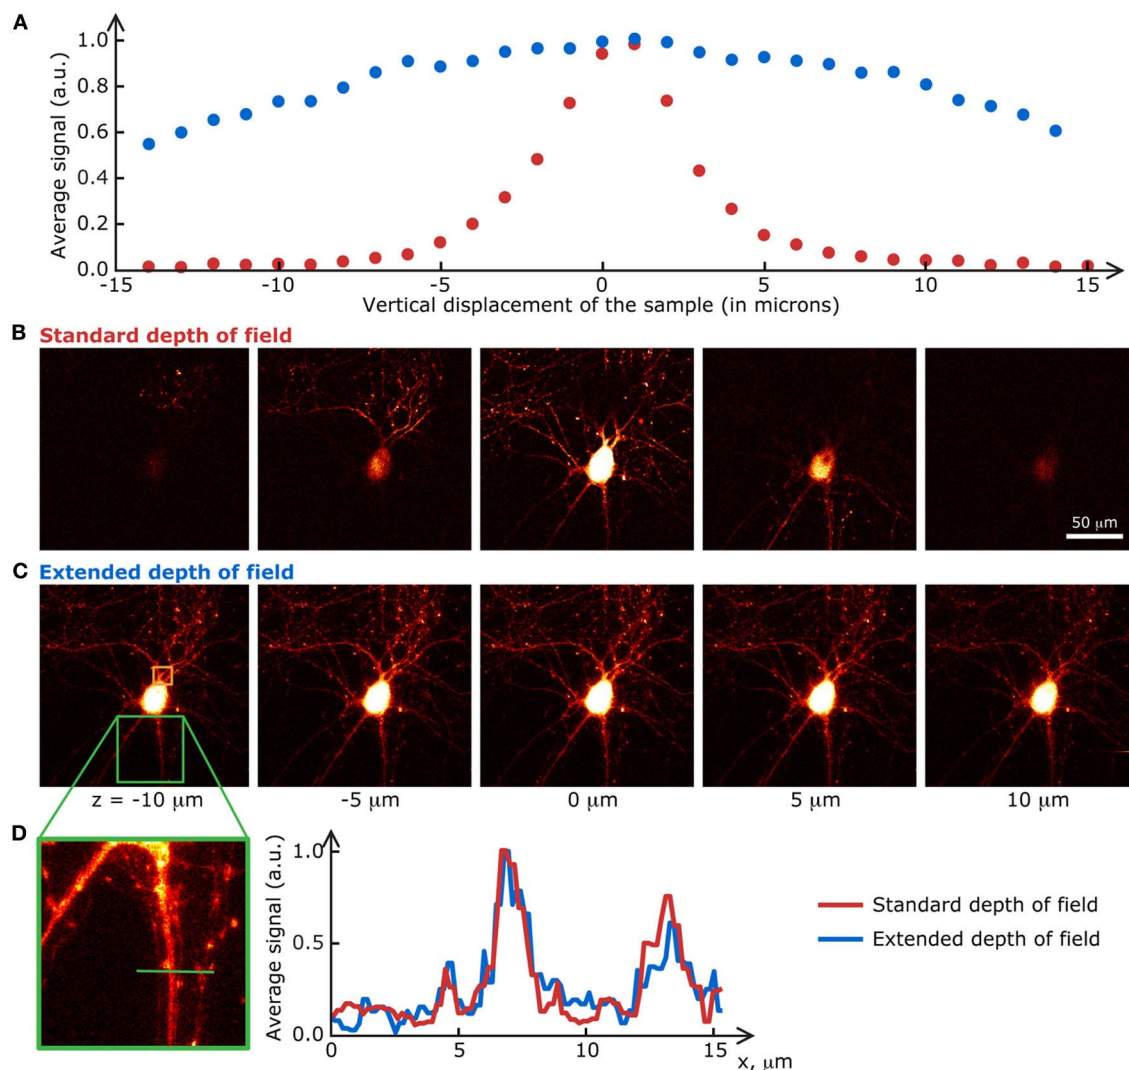 A
Average signal (a.u.)
1.0
0.8
0.6
0.4
0.2
0.0
-15 -10 -5 0 5 10 15
Vertical displacement of the sample (in microns)
B Standard depth of field
50 μm
C Extended depth of field
z = -10 μm -5 μm 0 μm 5 μm 10 μm
D
Average signal (a.u.)
1.0
0.5
0.0
0 5 10 15
x, μm
Standard depth of field
Extended depth of field